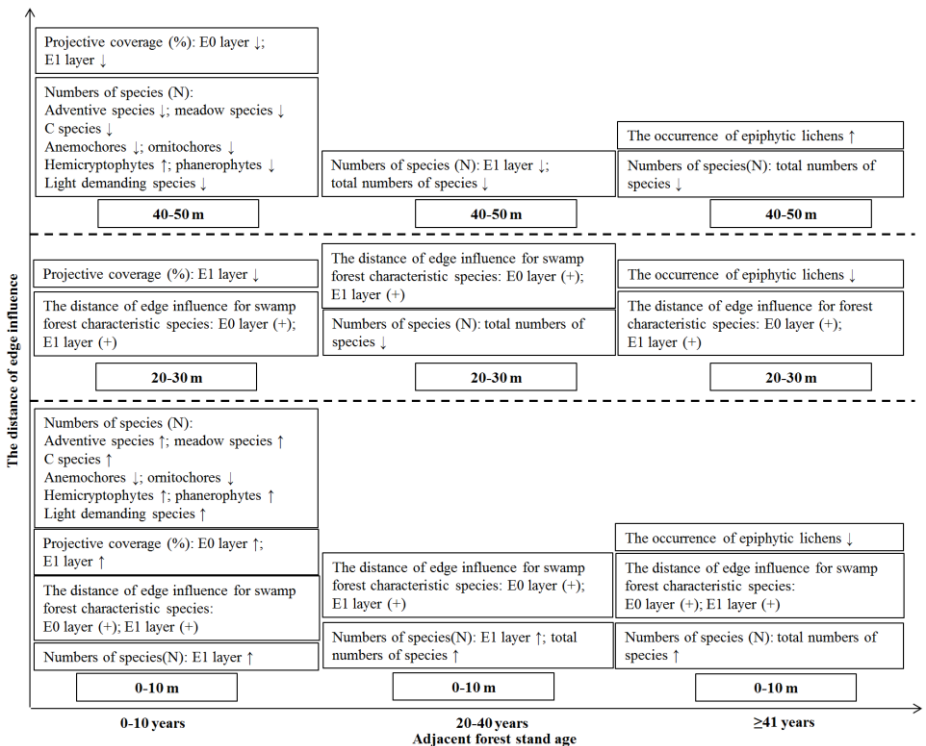 The distance of edge influence
Projective coverage (%): E0 layer ↓;
E1 layer ↓
Numbers of species (N):
Adventive species ↓; meadow species ↓
C species ↓
Anemochores ↓; ornitochores ↓
Hemicryptophytes ↑; phanerophytes ↓
Light demanding species ↓
40-50 m
Numbers of species (N): E1 layer ↓;
total numbers of species ↓
40-50 m
The occurrence of epiphytic lichens ↑
Numbers of species(N): total numbers of
species ↓
40-50 m
Projective coverage (%): E1 layer ↓
The distance of edge influence for swamp
forest characteristic species: E0 layer (+);
E1 layer (+)
20-30 m
The distance of edge influence for swamp
forest characteristic species: E0 layer (+);
E1 layer (+)
Numbers of species (N): total numbers of
species ↓
20-30 m
The occurrence of epiphytic lichens ↓
The distance of edge influence for forest
characteristic species: E0 layer (+);
E1 layer (+)
20-30 m
Numbers of species (N):
Adventive species ↑; meadow species ↑
C species ↑
Anemochores ↓; ornitochores ↓
Hemicryptophytes ↑; phanerophytes ↑
Light demanding species ↑
Projective coverage (%): E0 layer ↑;
E1 layer ↑
The distance of edge influence for swamp
forest characteristic species:
E0 layer (+); E1 layer (+)
Numbers of species(N): E1 layer ↑
0-10 m
The distance of edge influence for swamp
forest characteristic species: E0 layer (+);
E1 layer (+)
Numbers of species(N): E1 layer ↑; total
numbers of species ↑
0-10 m
The occurrence of epiphytic lichens ↓
The distance of edge influence for swamp
forest characteristic species:
E0 layer (+); E1 layer (+)
Numbers of species (N): total numbers of
species ↑
0-10 m
0-10 years
20-40 years
≥41 years
Adjacent forest stand age